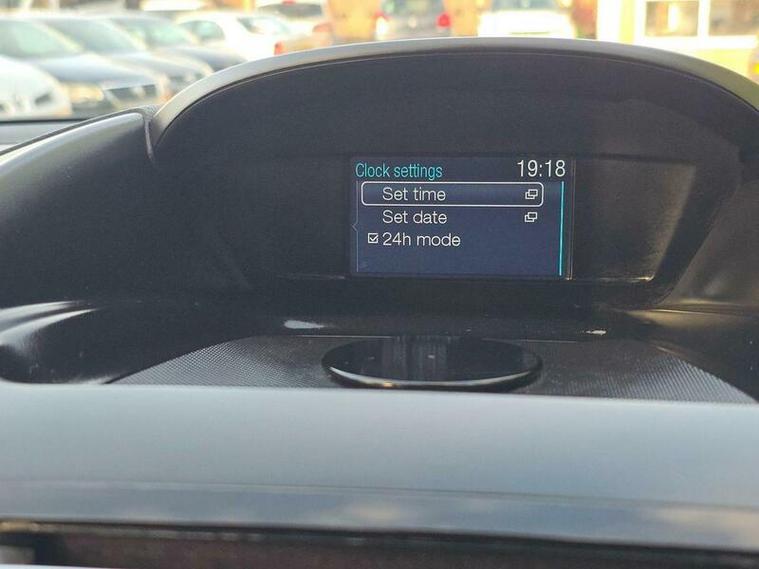 Clock settings 19:18
Set time
Set date
24h mode